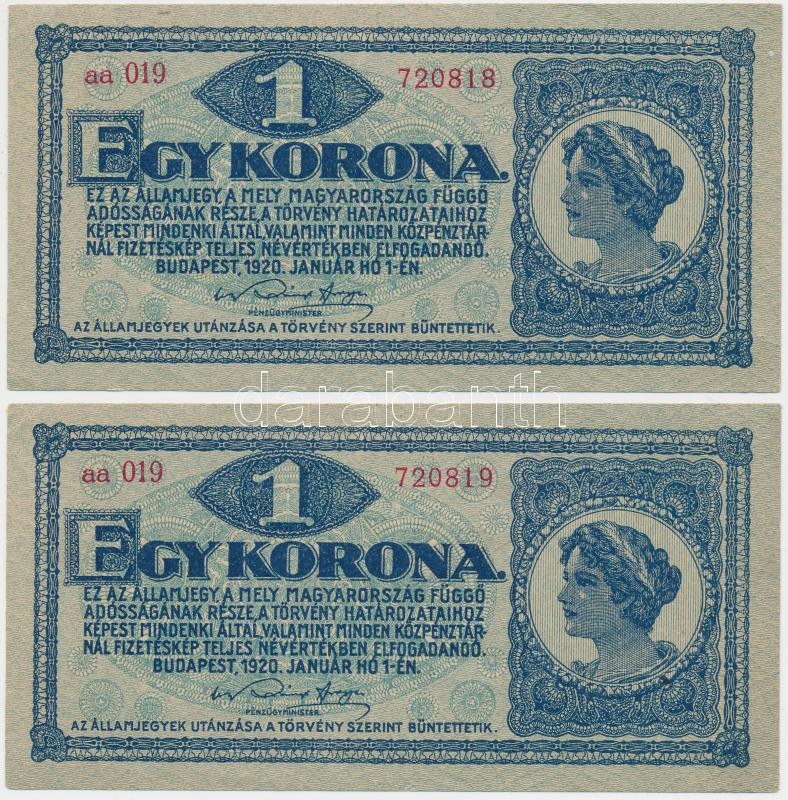 aa 019 1 720818
EGY KORONA.
EZ AZ ÁLLAMJEGY, A MELY MAGYARORSZÁG FÜGGŐ
ADÓSSÁGÁNAK RÉSZE, A TÖRVÉNY HATÁROZATAIHOZ
KÉPEST MINDENKI ÁLTAL, VALAMINT MINDEN KÖZPÉNZTÁR-
NÁL FIZETÉSKÉP TELJES NÉVÉRTÉKBEN ELFOGADANDÓ.
BUDAPEST, 1920. JANUÁR HÓ 1-ÉN.
PÉNZÜGYMINISTER
AZ ÁLLAMJEGYEK UTÁNZÁSA A TÖRVÉNY SZERINT BÜNTETTETIK.
darabanth
aa 019 1 720819
EGY KORONA.
EZ AZ ÁLLAMJEGY, A MELY MAGYARORSZÁG FÜGGŐ
ADÓSSÁGÁNAK RÉSZE, A TÖRVÉNY HATÁROZATAIHOZ
KÉPEST MINDENKI ÁLTAL, VALAMINT MINDEN KÖZPÉNZTÁR-
NÁL FIZETÉSKÉP TELJES NÉVÉRTÉKBEN ELFOGADANDÓ.
BUDAPEST, 1920. JANUÁR HÓ 1-ÉN.
PÉNZÜGYMINISTER
AZ ÁLLAMJEGYEK UTÁNZÁSA A TÖRVÉNY SZERINT BÜNTETTETIK.